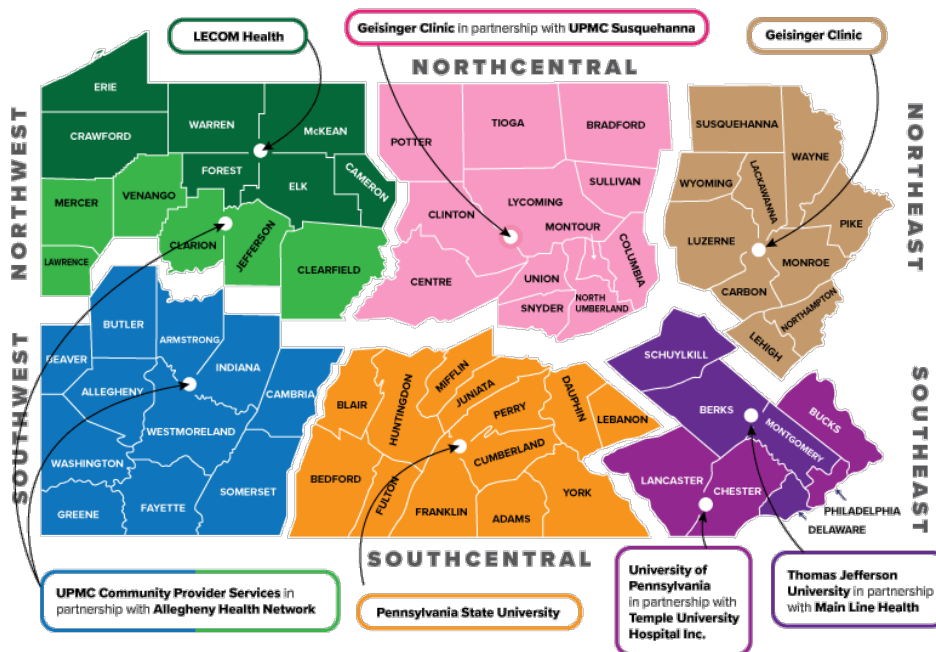 LECOM Health
Geisinger Clinic in partnership with UPMC Susquehanna
Geisinger Clinic
NORTHCENTRAL
NORTHWEST
NORTHEAST
SOUTHWEST
SOUTHEAST
SOUTHCENTRAL
ERIE
CRAWFORD
WARREN
McKEAN
FOREST
ELK
CAMERON
MERCER
VENANGO
LAWRENCE
CLARION
JEFFERSON
CLEARFIELD
POTTER
TIOGA
BRADFORD
SULLIVAN
CLINTON
LYCOMING
MONTOUR
COLUMBIA
CENTRE
UNION
SNYDER
NORTH
UMBERLAND
SUSQUEHANNA
WAYNE
WYOMING
LACKAWANNA
PIKE
LUZERNE
MONROE
CARBON
NORTHAMPTON
LEHIGH
BUTLER
BEAVER
ARMSTRONG
INDIANA
ALLEGHENY
CAMBRIA
WESTMORELAND
WASHINGTON
SOMERSET
GREENE
FAYETTE
BLAIR
HUNTINGDON
MIFFLIN
JUNIATA
PERRY
DAUPHIN
LEBANON
CUMBERLAND
BEDFORD
FULTON
FRANKLIN
ADAMS
YORK
SCHUYLKILL
BERKS
MONTGOMERY
BUCKS
LANCASTER
CHESTER
PHILADELPHIA
DELAWARE
UPMC Community Provider Services in
partnership with Allegheny Health Network
Pennsylvania State University
University of
Pennsylvania
in partnership with
Temple University
Hospital Inc.
Thomas Jefferson
University in partnership
with Main Line Health